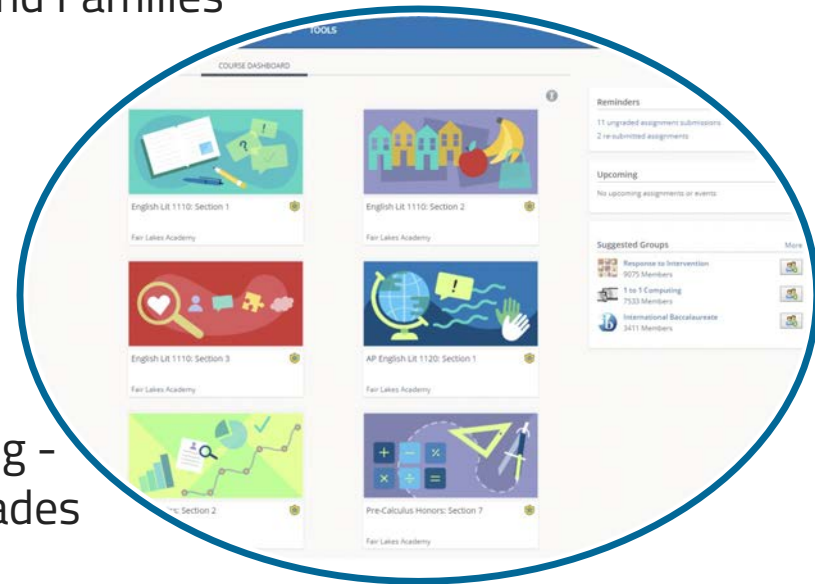 nd Families
TOOLS
COURSE DASHBOARD
English Lit 1110: Section 1
Fair Lakes Academy
English Lit 1110: Section 2
Fair Lakes Academy
English Lit 1110: Section 3
Fair Lakes Academy
AP English Lit 1120: Section 1
Fair Lakes Academy
Section 2
Pre-Calculus Honors: Section 7
Fair Lakes Academy
Reminders
11 ungraded assignment submissions
2 re-submitted assignments
Upcoming
No upcoming assignments or events
Suggested Groups More
Response to Intervention
9075 Members
1 to 1 Computing
7533 Members
International Baccalaureate
3411 Members
g -
ades